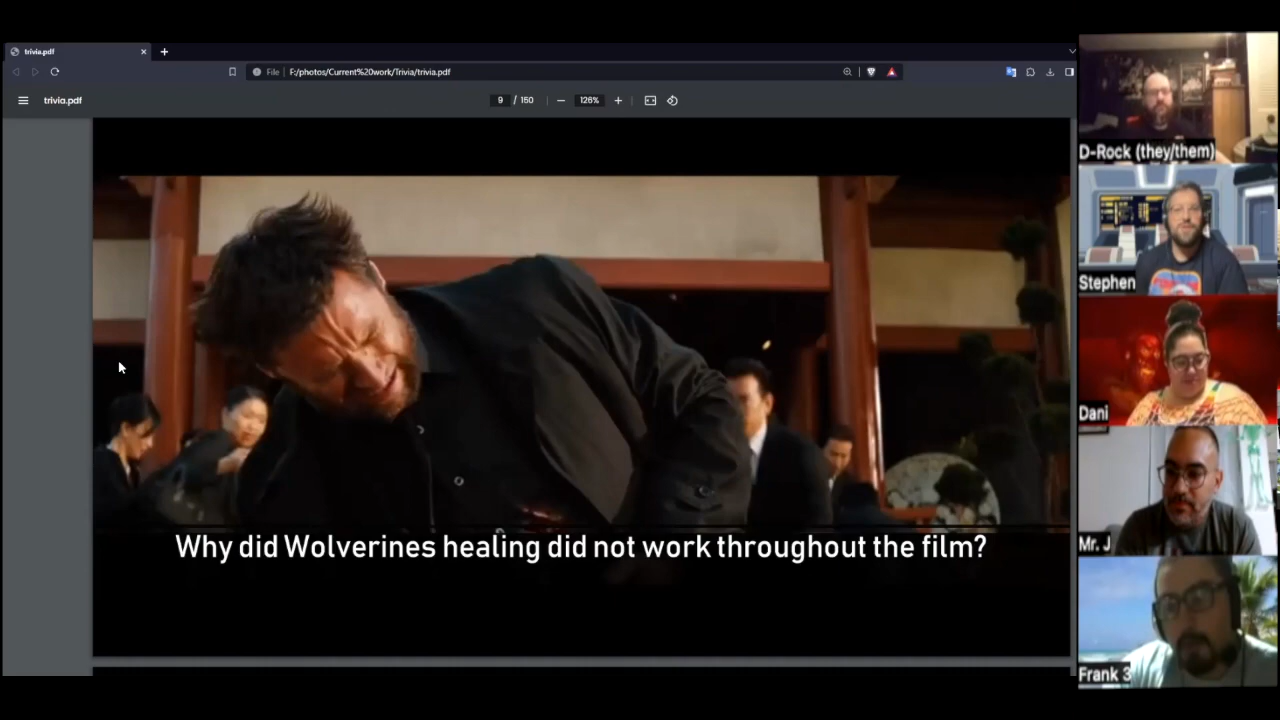 trivia.pdf
File F:/photos/Current%20work/Trivia/trivia.pdf
trivia.pdf 9 / 150 126%
Why did Wolverines healing did not work throughout the film?
D-Rock (they/them)
Stephen
Dani
Mr. J
Frank 3